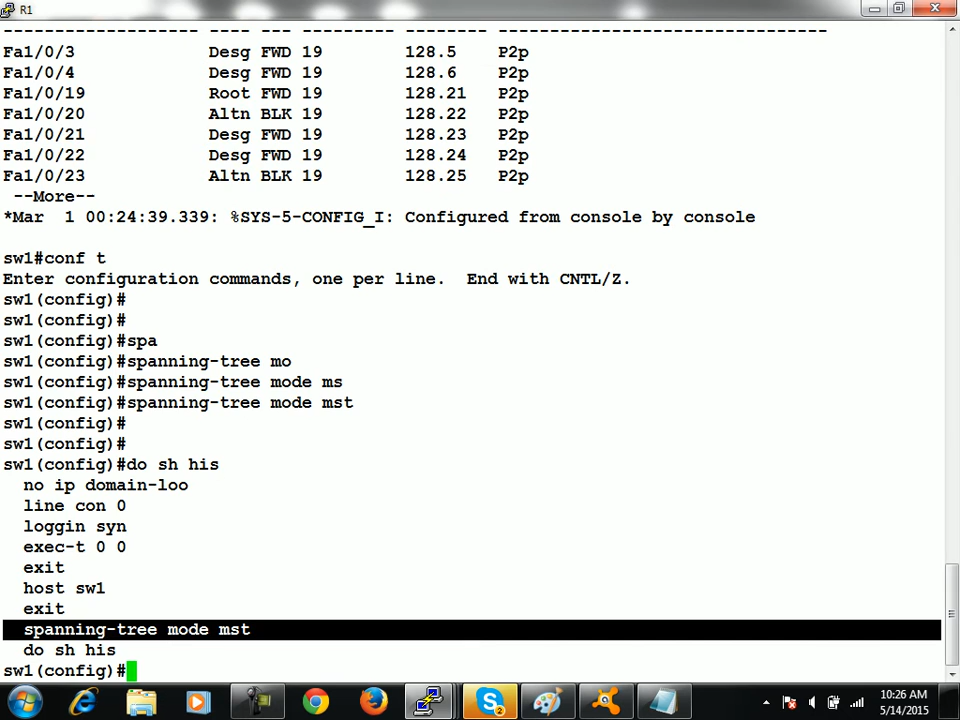 R1
------------------- ---- --- --------- -------- --------------------------------
Fa1/0/3             Desg FWD 19        128.5    P2p
Fa1/0/4             Desg FWD 19        128.6    P2p
Fa1/0/19            Root FWD 19        128.21   P2p
Fa1/0/20            Altn BLK 19        128.22   P2p
Fa1/0/21            Desg FWD 19        128.23   P2p
Fa1/0/22            Desg FWD 19        128.24   P2p
Fa1/0/23            Altn BLK 19        128.25   P2p
 --More--
*Mar  1 00:24:39.339: %SYS-5-CONFIG_I: Configured from console by console
sw1#conf t
Enter configuration commands, one per line.  End with CNTL/Z.
sw1(config)#
sw1(config)#
sw1(config)#spa
sw1(config)#spanning-tree mo
sw1(config)#spanning-tree mode ms
sw1(config)#spanning-tree mode mst
sw1(config)#
sw1(config)#
sw1(config)#do sh his
  no ip domain-loo
  line con 0
  loggin syn
  exec-t 0 0
  exit
  host sw1
  exit
  spanning-tree mode mst
  do sh his
sw1(config)#
2
10:26 AM
5/14/2015